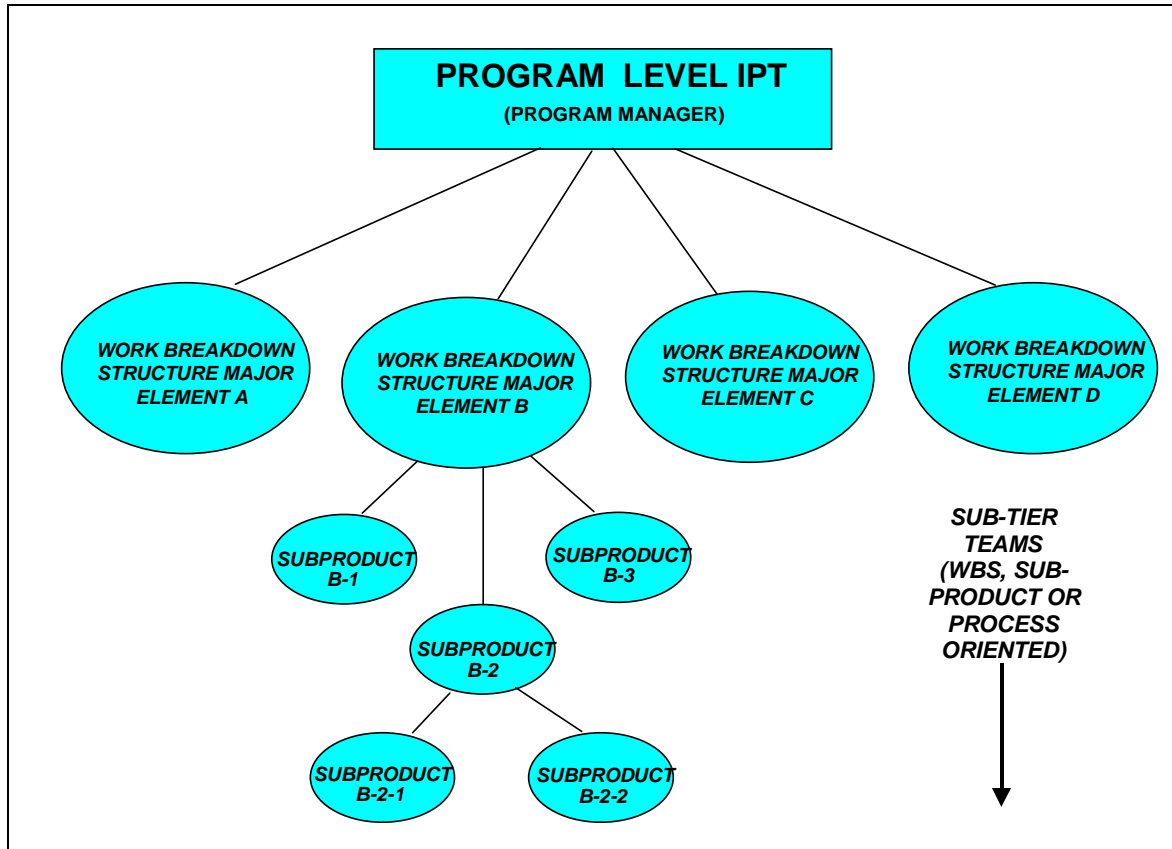 PROGRAM LEVEL IPT
(PROGRAM MANAGER)
WORK BREAKDOWN
STRUCTURE MAJOR
ELEMENT A
WORK BREAKDOWN
STRUCTURE MAJOR
ELEMENT B
WORK BREAKDOWN
STRUCTURE MAJOR
ELEMENT C
WORK BREAKDOWN
STRUCTURE MAJOR
ELEMENT D
SUBPRODUCT
B-1
SUBPRODUCT
B-3
SUBPRODUCT
B-2
SUBPRODUCT
B-2-1
SUBPRODUCT
B-2-2
SUB-TIER
TEAMS
(WBS, SUB-
PRODUCT OR
PROCESS
ORIENTED)